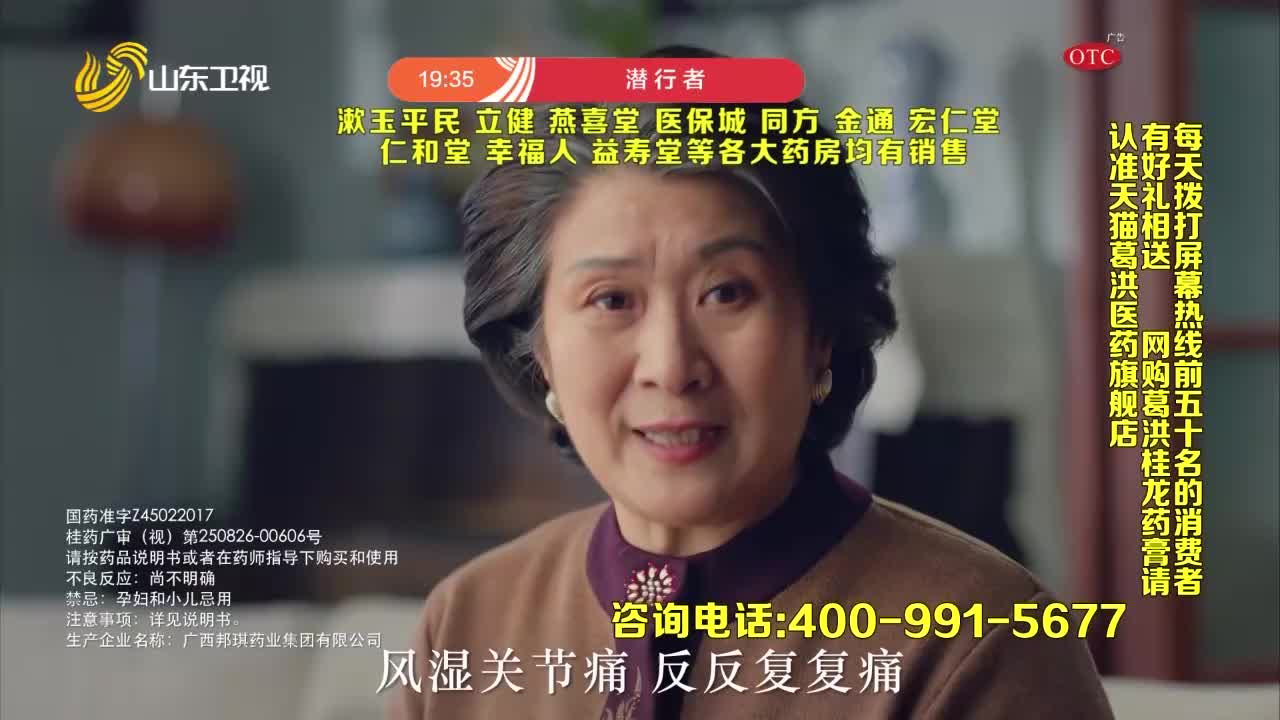 山东卫视
19:35 潜行者
广告
OTC
漱玉平民 立健 燕喜堂 医保城 同方 金通 宏仁堂
仁和堂 幸福人 益寿堂等各大药房均有销售
每天拨打屏幕热线前五十名的消费者
有好礼相送 网购葛洪桂龙药膏请
认准天猫葛洪医药旗舰店
国药准字Z45022017
桂药广审（视）第250826-00606号
请按药品说明书或者在药师指导下购买和使用
不良反应：尚不明确
禁忌：孕妇和小儿忌用
注意事项：详见说明书。
生产企业名称：广西邦琪药业集团有限公司
咨询电话:400-991-5677
风湿关节痛 反反复复痛